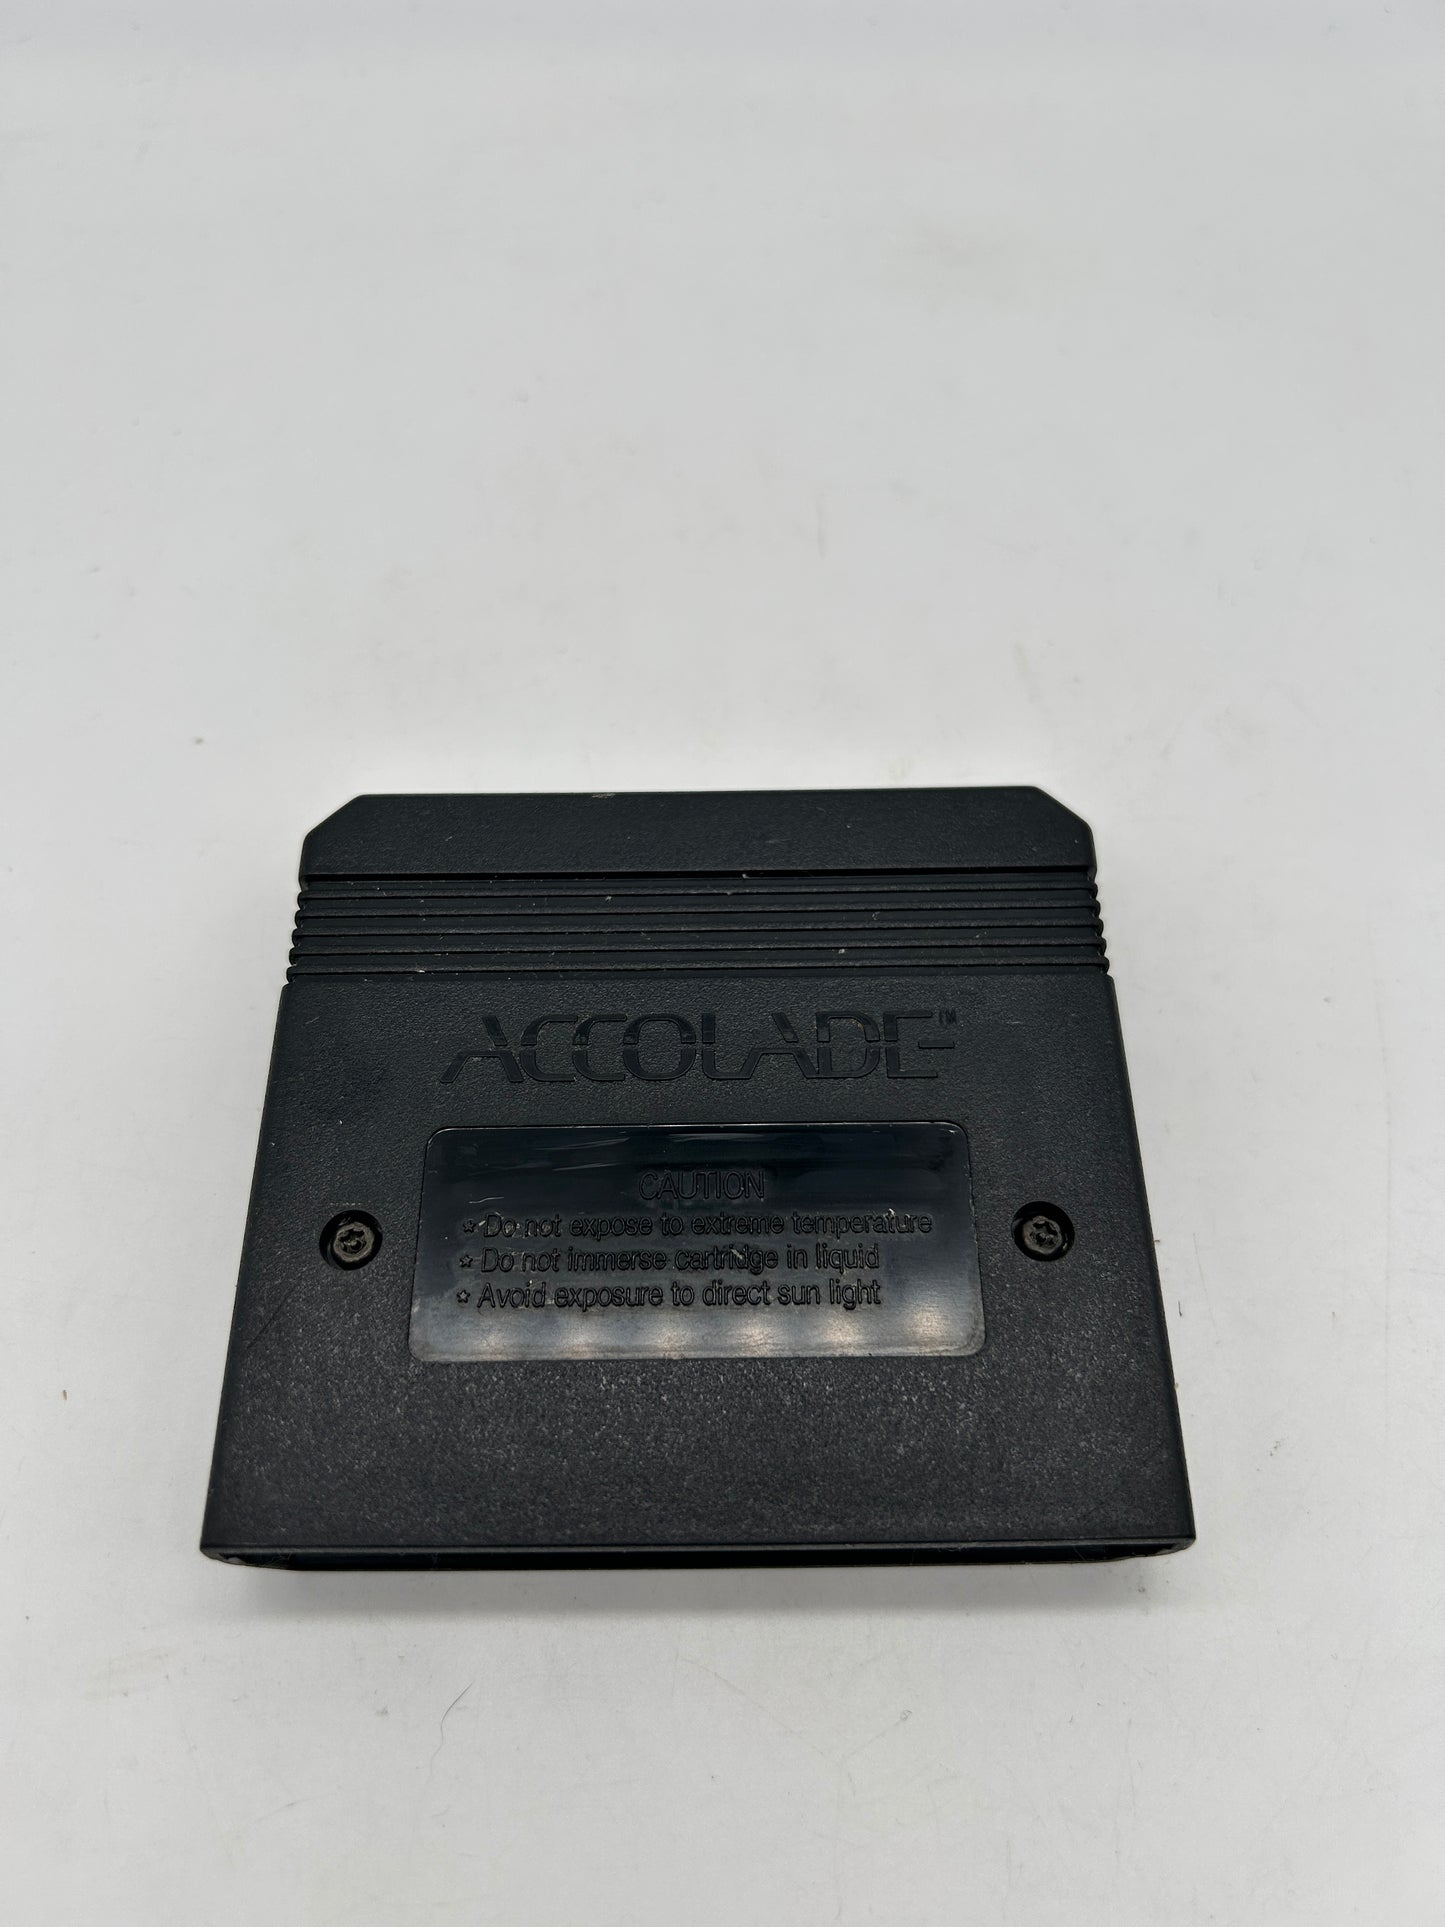 ACCOLADE™
CAUTION
* Do not expose to extreme temperature
* Do not immerse cartridge in liquid
* Avoid exposure to direct sun light